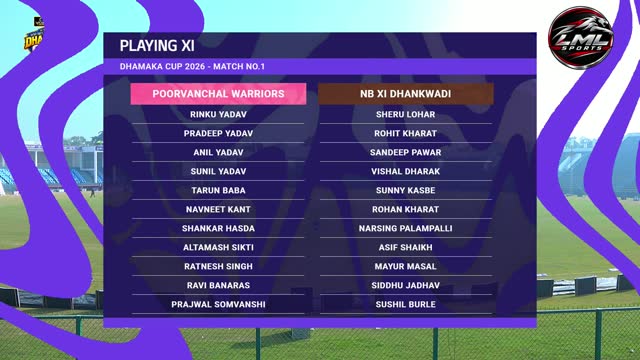 LML
SPORTS
PLAYING XI
DHAMAKA CUP 2026 - MATCH NO.1
POORVANCHAL WARRIORS NB XI DHANKWADI
RINKU YADAV SHERU LOHAR
PRADEEP YADAV ROHIT KHARAT
ANIL YADAV SANDEEP PAWAR
SUNIL YADAV VISHAL DHARAK
TARUN BABA SUNNY KASBE
NAVNEET KANT ROHAN KHARAT
SHANKAR HASDA NARSING PALAMPALLI
ALTAMASH SIKTI ASIF SHAIKH
RATNESH SINGH MAYUR MASAL
RAVI BANARAS SIDDHU JADHAV
PRAJWAL SOMVANSHI SUSHIL BURLE